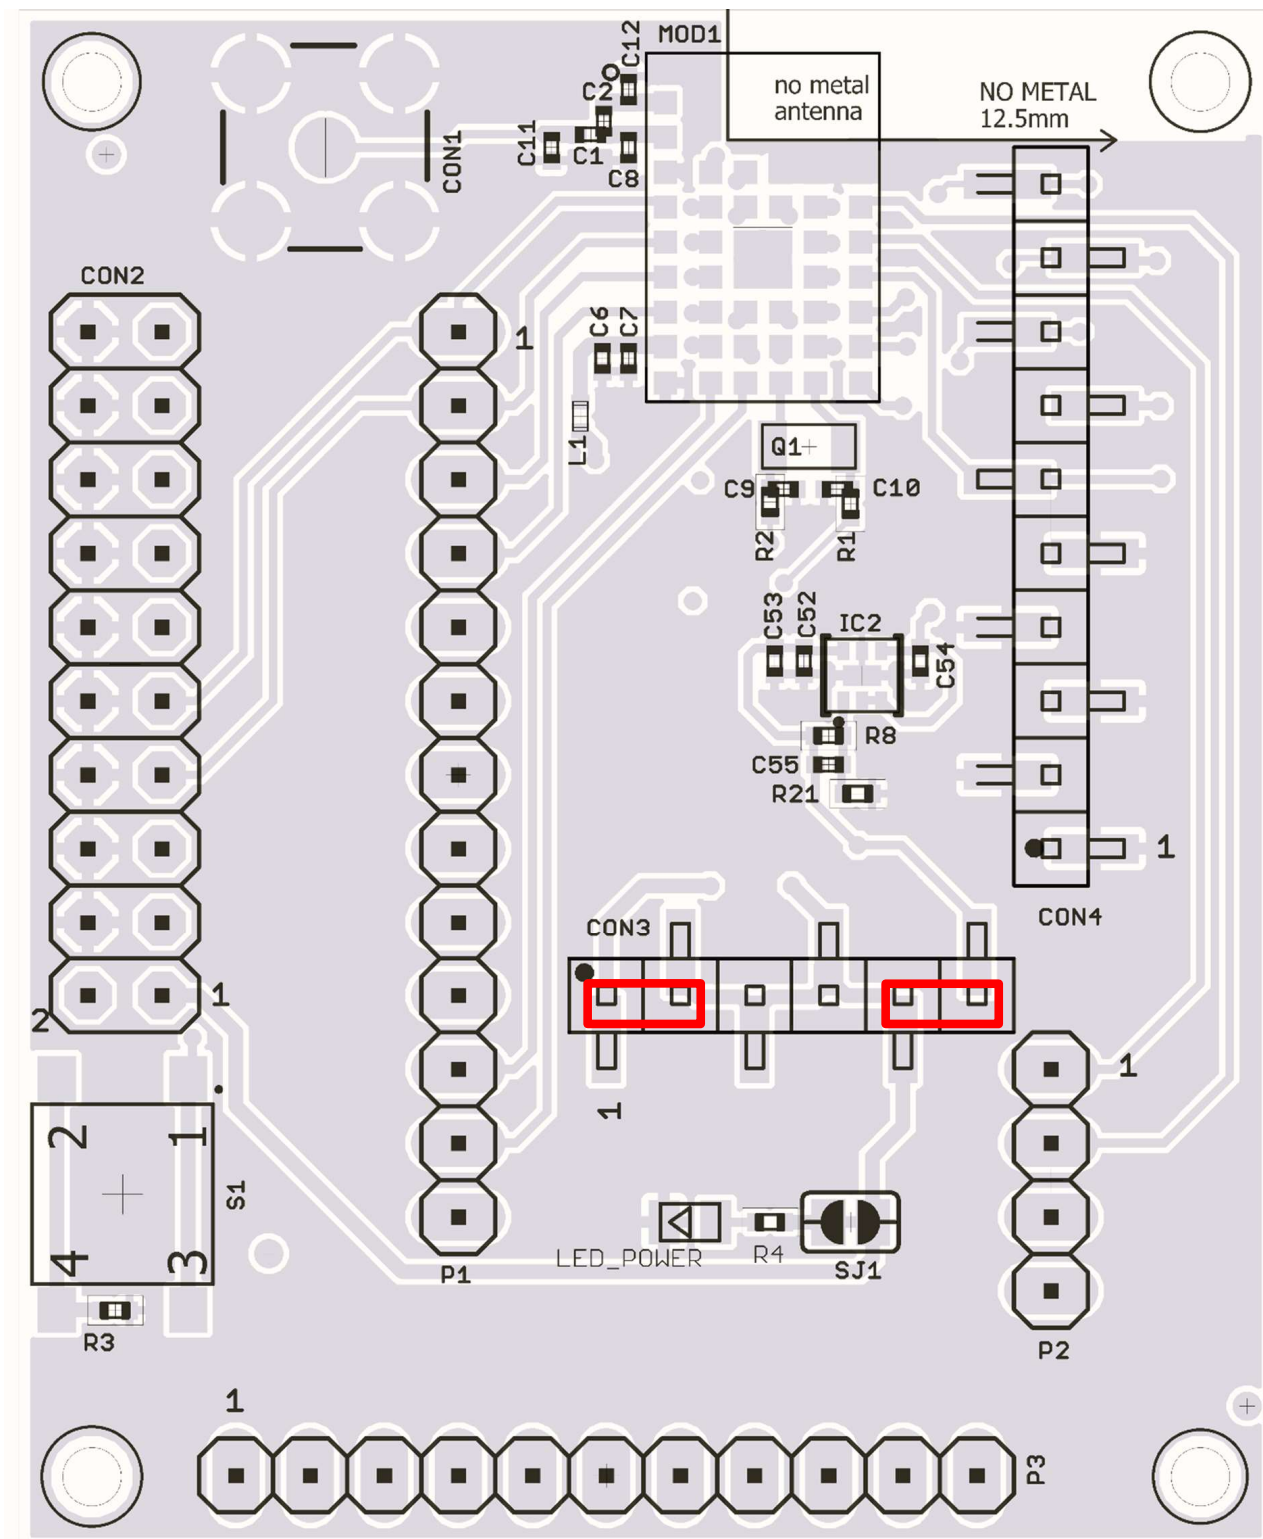 C12
MOD1
no metal
antenna
NO METAL
12.5mm
C2
C11
C1
C8
CON1
CON2
C6
C7
1
L1
Q1
C9
C10
R2
R1
C53
C52
IC2
C54
R8
C55
R21
1
CON4
CON3
1
2
1
1
2
1
S1
4
3
LED_POWER
R4
SJ1
P1
R3
P2
1
P3